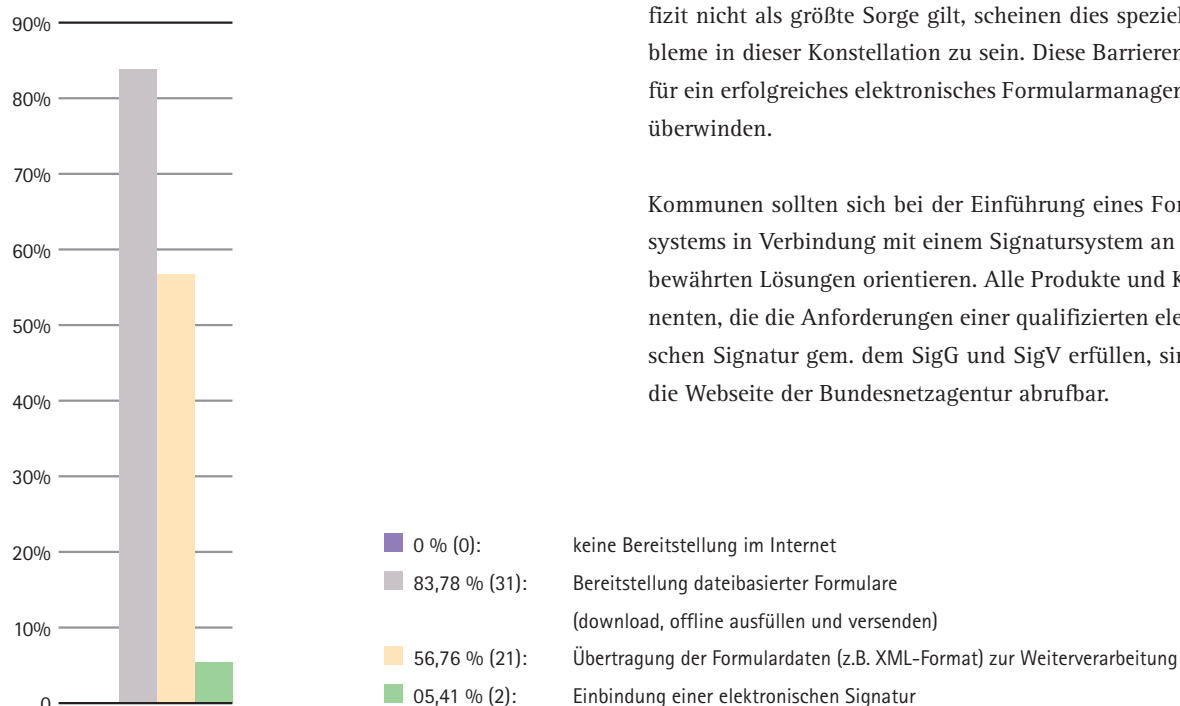 90%
80%
70%
60%
50%
40%
30%
20%
10%
0
fizit nicht als größte Sorge gilt, scheinen dies
bleme in dieser Konstellation zu sein. Diese Barrieren
für ein erfolgreiches elektronisches
überwinden.
Kommunen sollten sich bei der Einführung eines
systems in Verbindung mit einem Signatursystem an
bewährten Lösungen orientieren. Alle Produkte und
nenten, die die Anforderungen einer qualifizierten
schen Signatur gem. dem SigG und SigV erfüllen,
die Webseite der Bundesnetzagentur abrufbar.
0 % (0): keine Bereitstellung im Internet
83,78 % (31): Bereitstellung dateibasierter Formulare
(download, offline ausfüllen und versenden)
56,76 % (21): Übertragung der Formulardaten (z.B. XML-Format) zur Weiterverarbeitung
05,41 % (2): Einbindung einer elektronischen Signatur